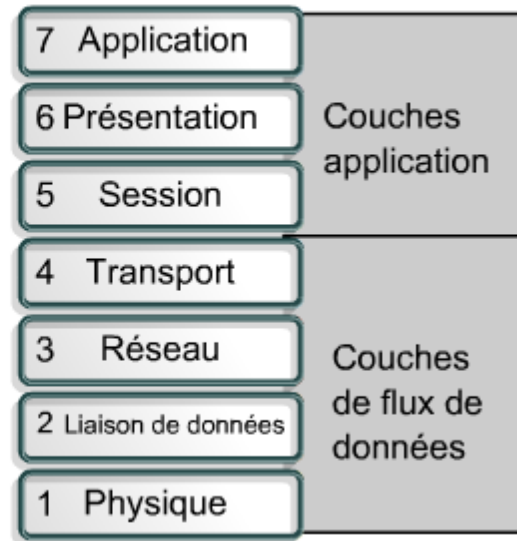 7 Application
6 Présentation
5 Session
Couches
application
4 Transport
3 Réseau
2 Liaison de données
1 Physique
Couches
de flux de
données